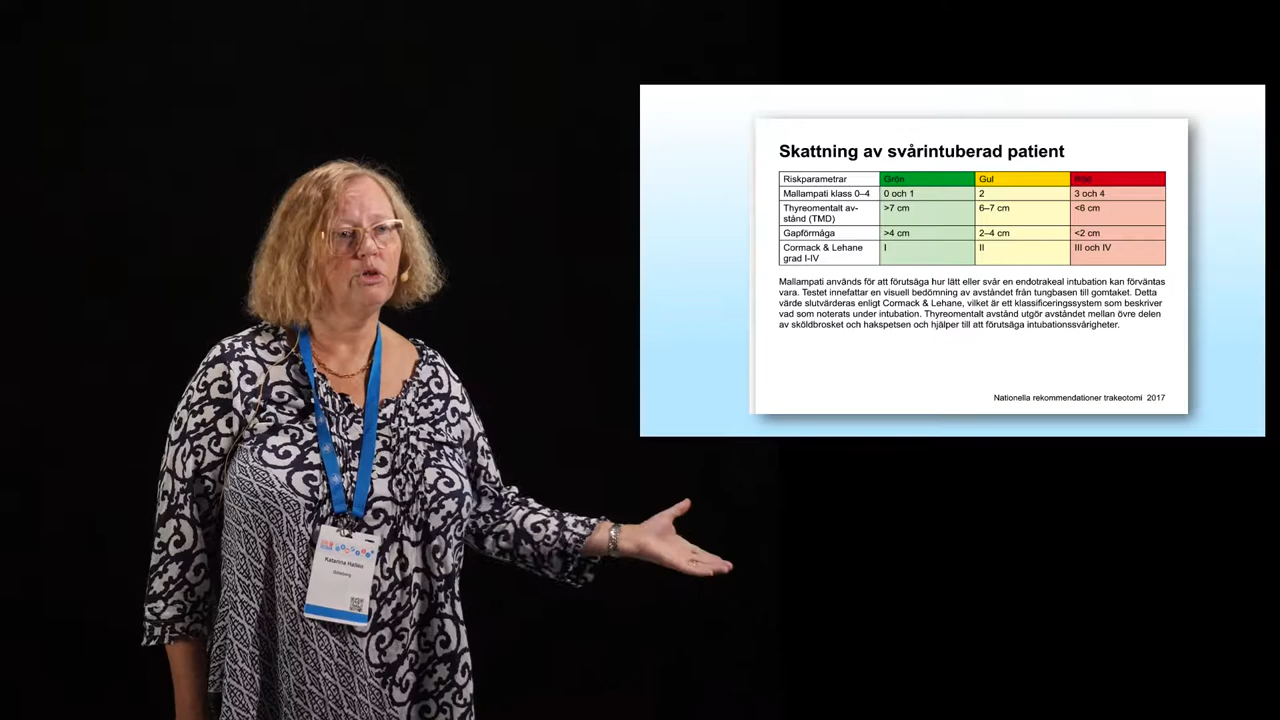 Skattning av svårintuberad patient
Riskparametrar Grön Gul Röd
Mallampati klass 0–4 0 och 1 2 3 och 4
Thyreomentalt av- >7 cm 6–7 cm <6 cm
stånd (TMD)
Gapförmåga >4 cm 2–4 cm <2 cm
Cormack & Lehane I II III och IV
grad I-IV
Mallampati används för att förutsäga hur lätt eller svår en endotrakeal intubation kan förväntas
vara. Testet innefattar en visuell bedömning av avståndet från tungbasen till gomtaket. Detta
värde slutvärderas enligt Cormack & Lehane, vilket är ett klassificeringssystem som beskriver
vad som noterats under intubation. Thyreomentalt avstånd utgör avståndet mellan övre delen
av sköldbrosket och hakspetsen och hjälper till att förutsäga intubationssvårigheter.
Nationella rekommendationer trakeotomi 2017
Katarina Hallén
Göteborg